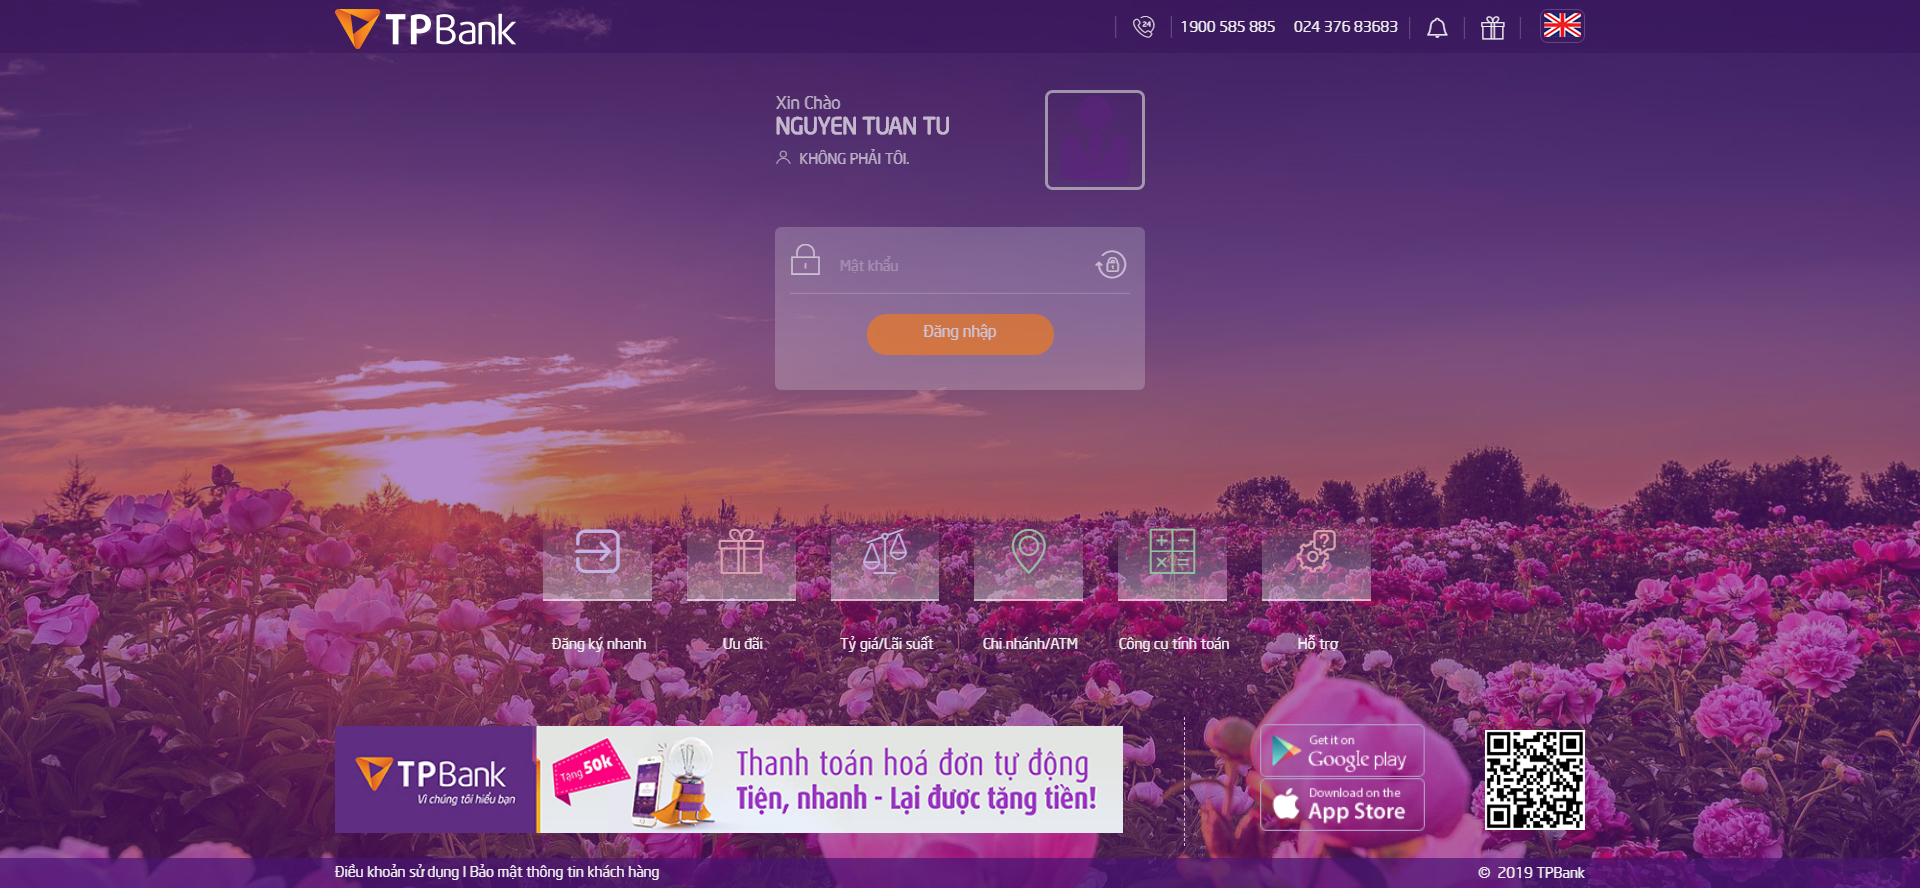 TPBank
24
1900 585 885 024 376 83683
Xin Chào
NGUYEN TUAN TU
KHÔNG PHẢI TÔI.
Mật khẩu
Đăng nhập
Đăng ký nhanh
Ưu đãi
Tỷ giá/Lãi suất
Chi nhánh/ATM
Công cụ tính toán
Hỗ trợ
TPBank
Vì chúng tôi hiểu bạn
Tặng 50k
Thanh toán hoá đơn tự động
Tiện, nhanh - Lại được tặng tiền!
Get it on
Google play
Download on the
App Store
Điều khoản sử dụng I Bảo mật thông tin khách hàng
© 2019 TPBank